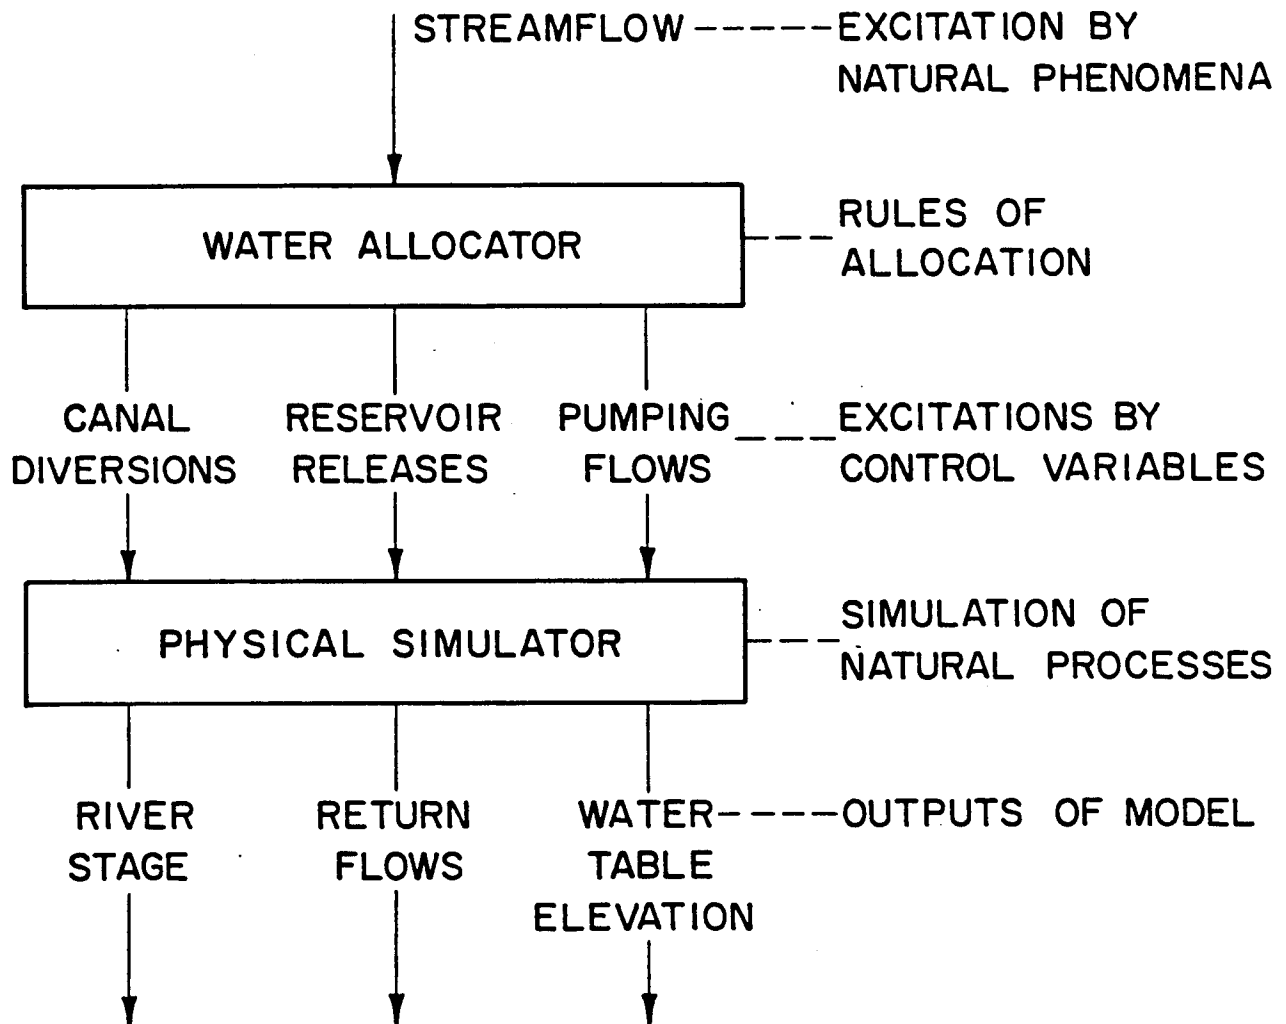 STREAMFLOW
EXCITATION BY
NATURAL PHENOMENA
WATER ALLOCATOR
RULES OF
ALLOCATION
CANAL
DIVERSIONS
RESERVOIR
RELEASES
PUMPING
FLOWS
EXCITATIONS BY
CONTROL VARIABLES
PHYSICAL SIMULATOR
SIMULATION OF
NATURAL PROCESSES
RIVER
STAGE
RETURN
FLOWS
WATER
TABLE
ELEVATION
OUTPUTS OF MODEL